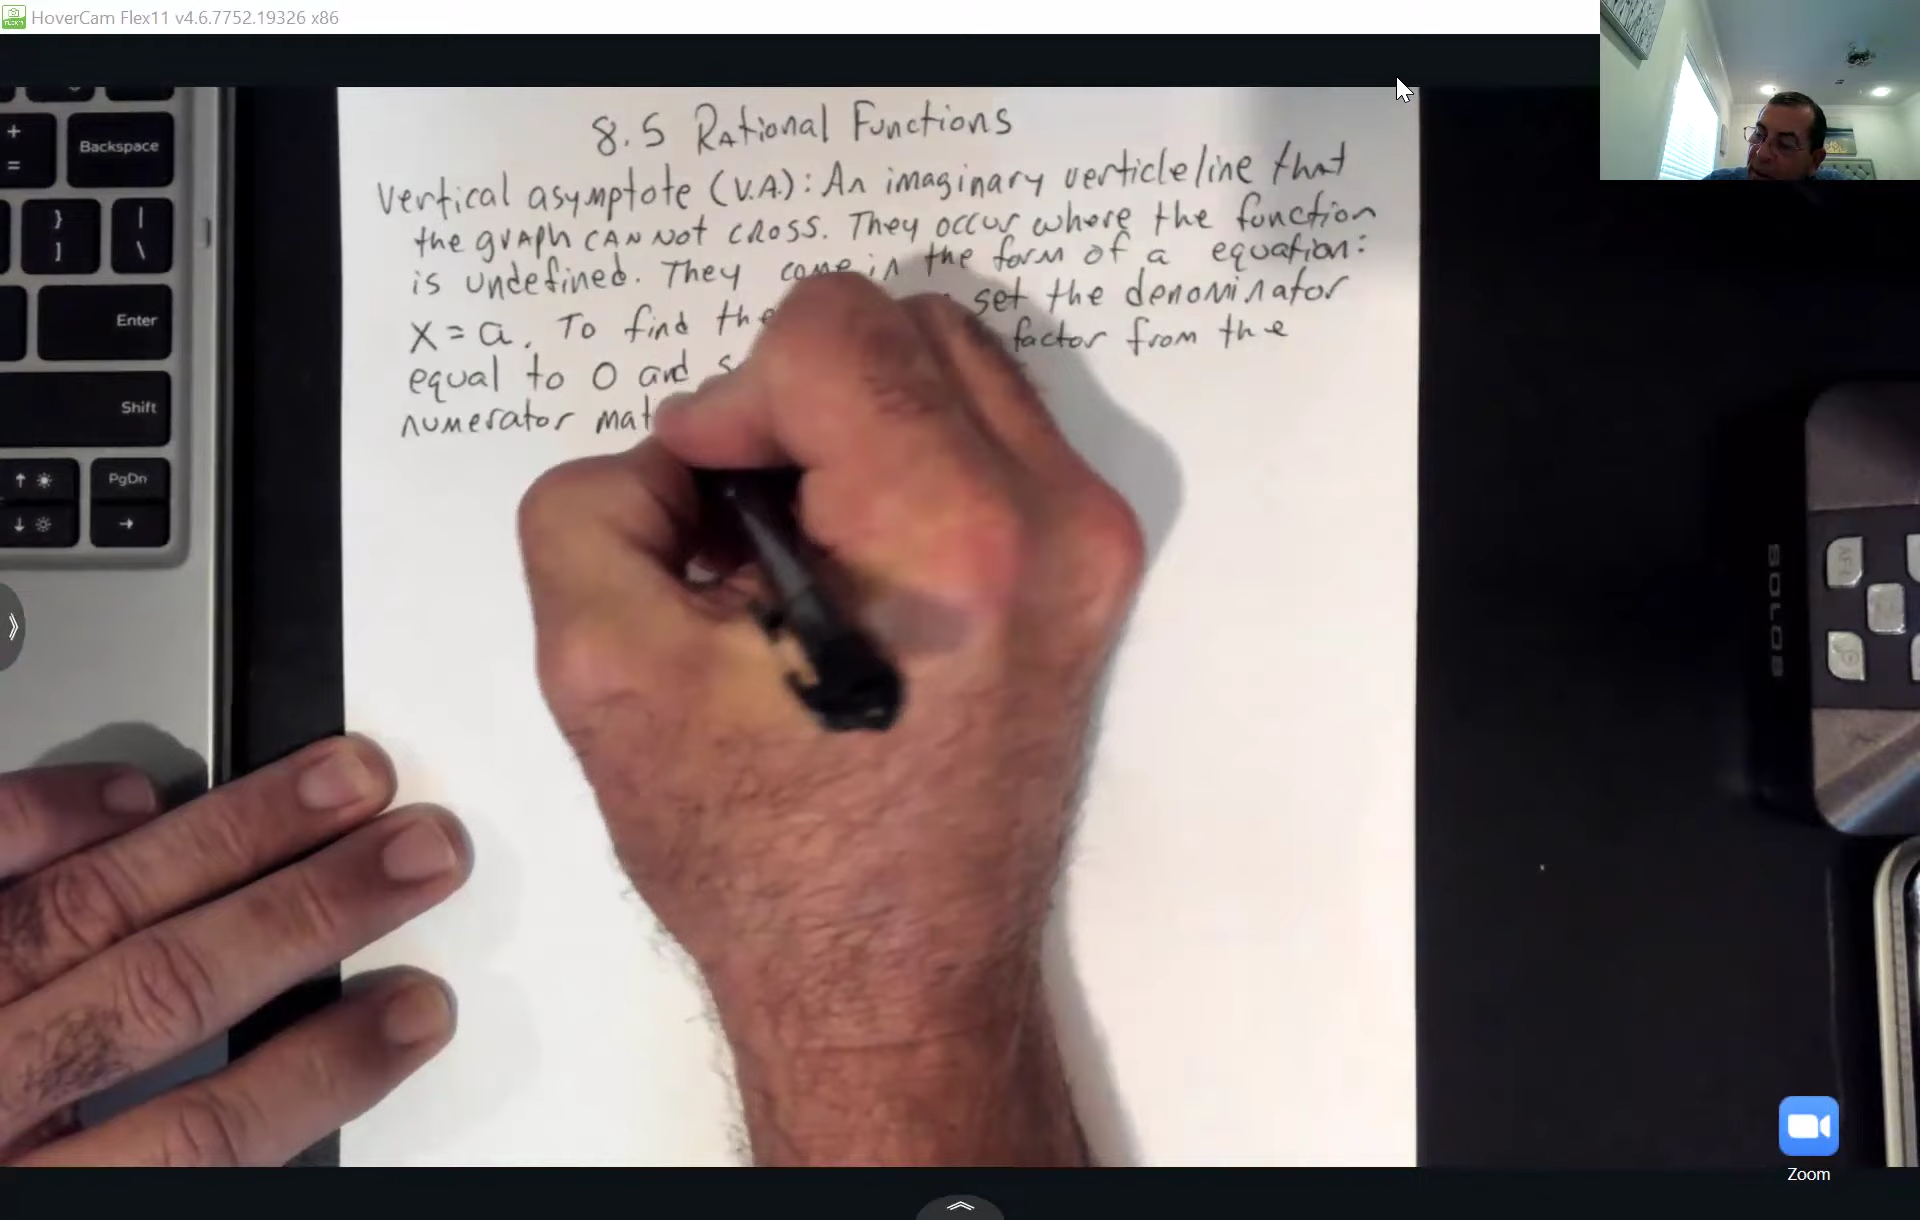 HoverCam Flex11 v4.6.7752.19326 x86
8.5 Rational Functions
Vertical asymptote (V.A.): An imaginary verticle line that
the graph cannot cross. They occur where the function
is undefined. They come in the form of a equation:
x = a. To find the set the denominator
equal to 0 and factor from the
numerator
+
=
Backspace
}
]
|
\
Enter
Shift
↑
PgDn
↓
→
SOLDS
Zoom